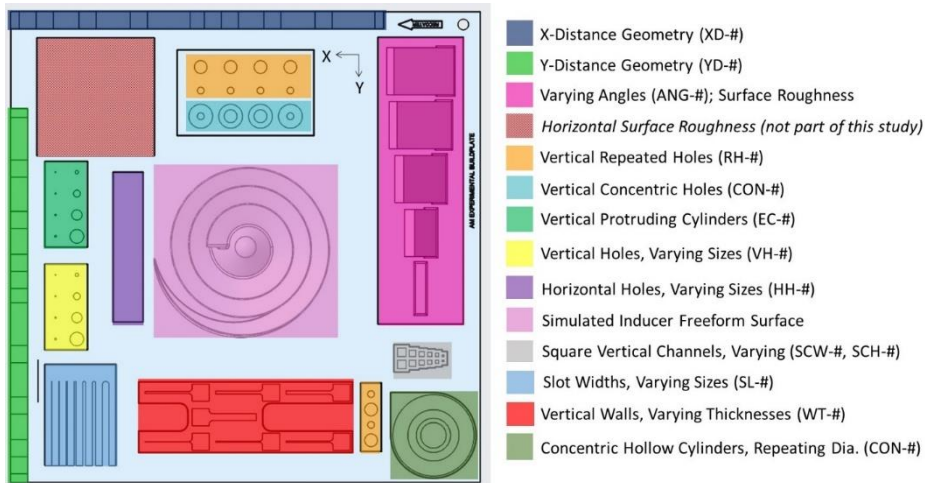 X
Y
AM EXPERIMENTAL BUILDPLATE
X-Distance Geometry (XD-#)
Y-Distance Geometry (YD-#)
Varying Angles (ANG-#); Surface Roughness
Horizontal Surface Roughness (not part of this study)
Vertical Repeated Holes (RH-#)
Vertical Concentric Holes (CON-#)
Vertical Protruding Cylinders (EC-#)
Vertical Holes, Varying Sizes (VH-#)
Horizontal Holes, Varying Sizes (HH-#)
Simulated Inducer Freeform Surface
Square Vertical Channels, Varying (SCW-#, SCH-#)
Slot Widths, Varying Sizes (SL-#)
Vertical Walls, Varying Thicknesses (WT-#)
Concentric Hollow Cylinders, Repeating Dia. (CON-#)